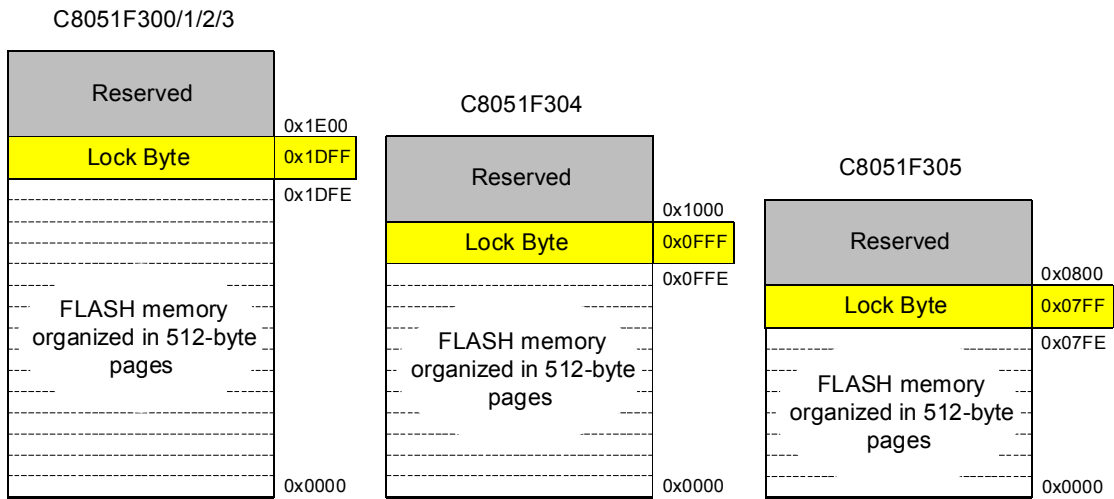 C8051F300/1/2/3
Reserved
0x1E00
Lock Byte
0x1DFF
0x1DFE
FLASH memory
organized in 512-byte
pages
0x0000
C8051F304
Reserved
0x1000
Lock Byte
0x0FFF
0x0FFE
FLASH memory
organized in 512-byte
pages
0x0000
C8051F305
Reserved
0x0800
Lock Byte
0x07FF
0x07FE
FLASH memory
organized in 512-byte
pages
0x0000